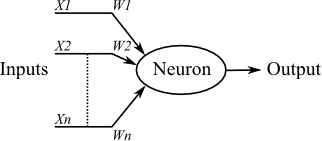 X1 W1
X2 W2
Inputs Neuron Output
Xn
Wn